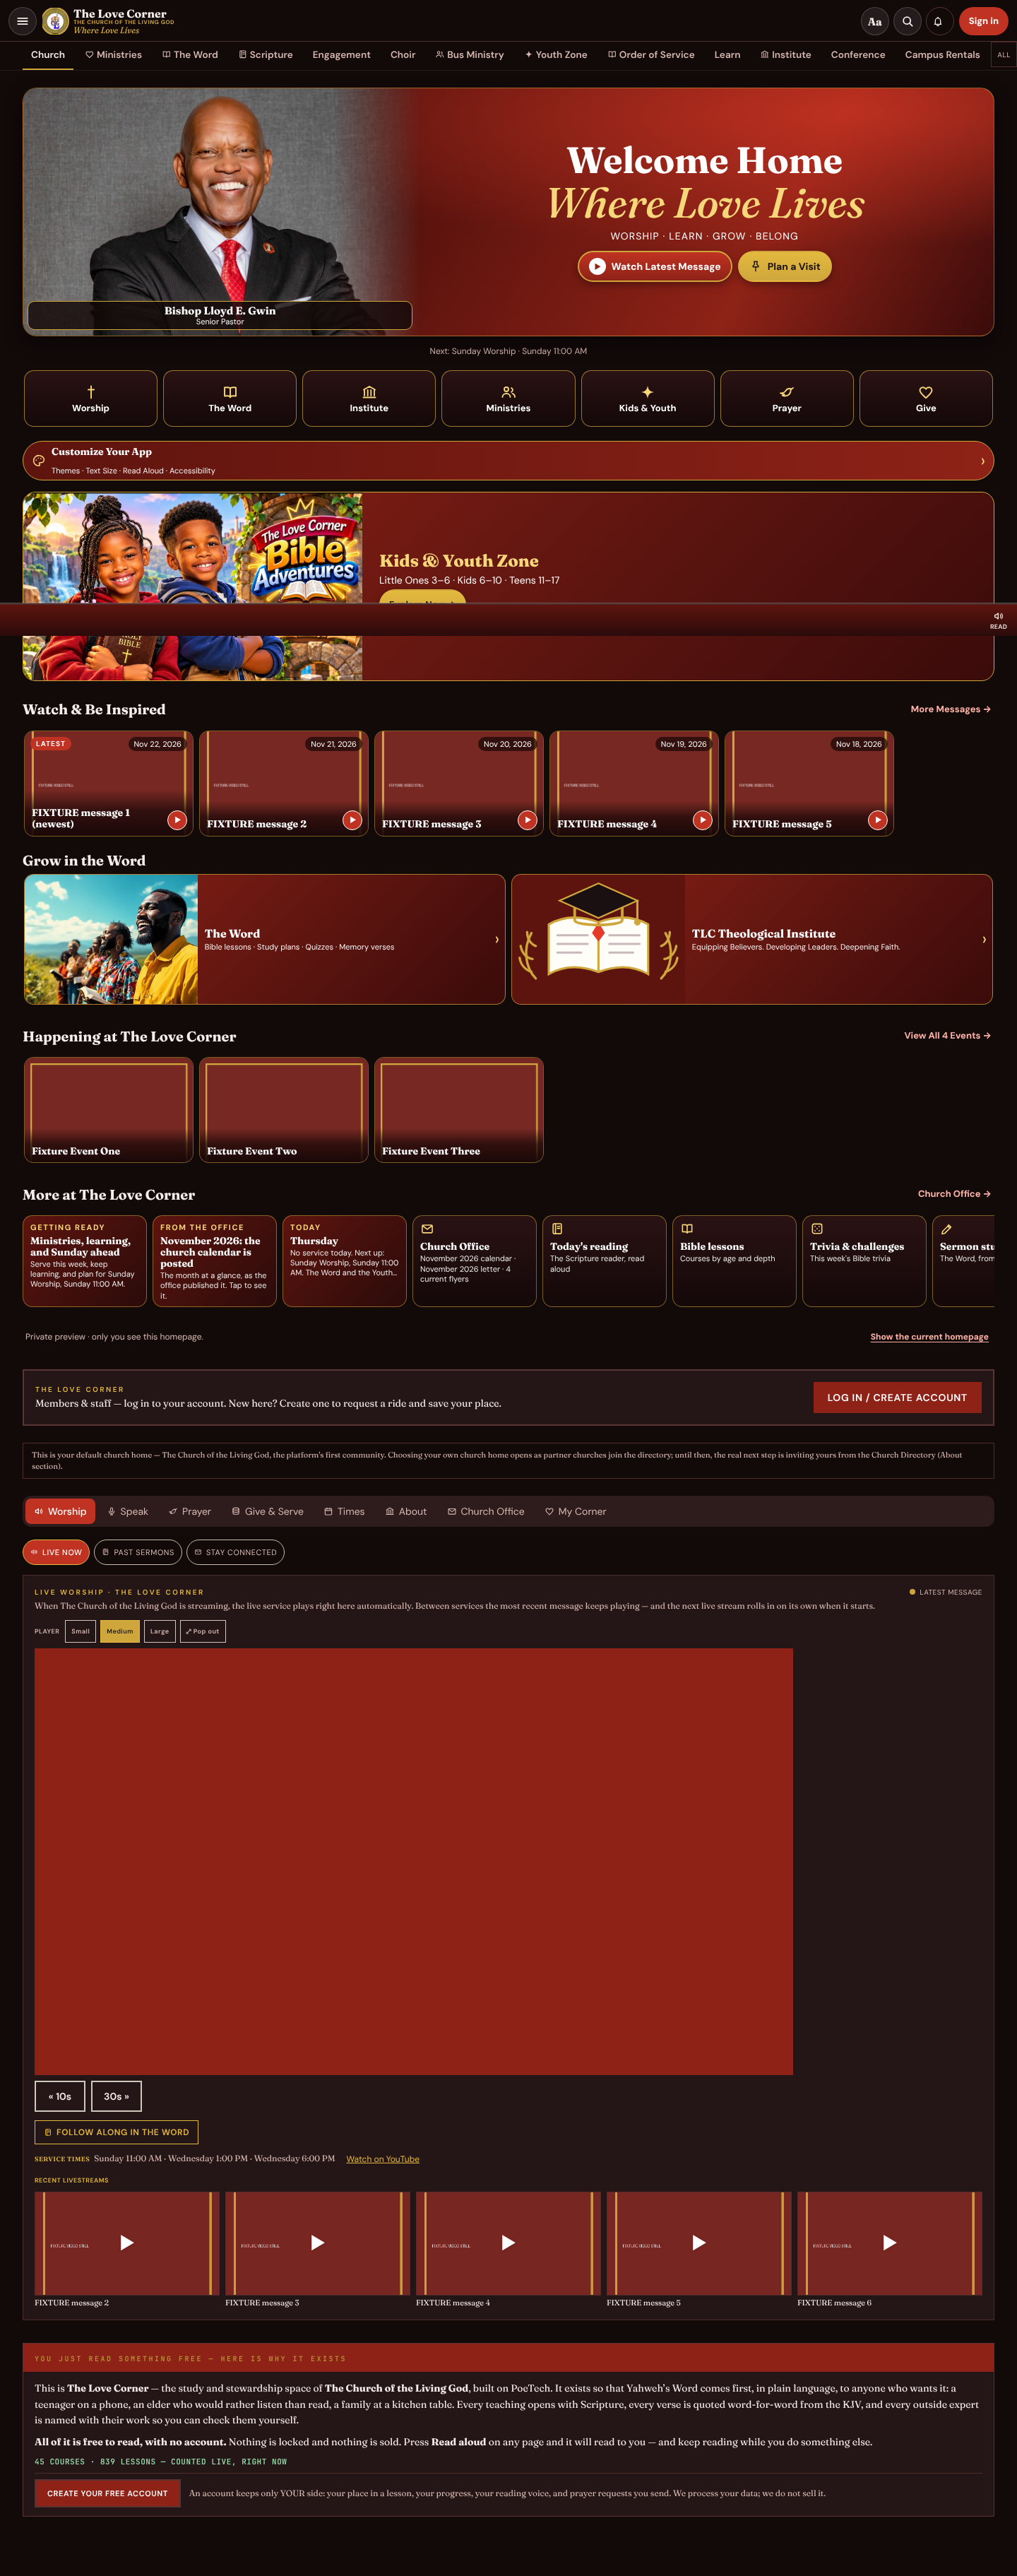 The Love Corner
THE CHURCH OF THE LIVING GOD
Where Love Lives
Aa
Sign in
Church
Ministries
The Word
Scripture
Engagement
Choir
Bus Ministry
Youth Zone
Order of Service
Learn
Institute
Conference
Campus Rentals
ALL
Welcome Home
Where Love Lives
WORSHIP · LEARN · GROW · BELONG
Watch Latest Message
Plan a Visit
Bishop Lloyd E. Gwin
Senior Pastor
Next: Sunday Worship · Sunday 11:00 AM
Worship
The Word
Institute
Ministries
Kids & Youth
Prayer
Give
Customize Your App
Themes · Text Size · Read Aloud · Accessibility
›
The Love Corner
Bible
Adventures
HOLY
BIBLE
Kids & Youth Zone
Little Ones 3–6 · Kids 6–10 · Teens 11–17
READ
Watch & Be Inspired
More Messages →
LATEST
Nov 22, 2026
FIXTURE VIDEO STILL
FIXTURE message 1
(newest)
Nov 21, 2026
FIXTURE VIDEO STILL
FIXTURE message 2
Nov 20, 2026
FIXTURE VIDEO STILL
FIXTURE message 3
Nov 19, 2026
FIXTURE VIDEO STILL
FIXTURE message 4
Nov 18, 2026
FIXTURE VIDEO STILL
FIXTURE message 5
Grow in the Word
The Word
Bible lessons · Study plans · Quizzes · Memory verses
›
TLC Theological Institute
Equipping Believers. Developing Leaders. Deepening Faith.
›
Happening at The Love Corner
View All 4 Events →
Fixture Event One
Fixture Event Two
Fixture Event Three
More at The Love Corner
Church Office →
GETTING READY
Ministries, learning,
and Sunday ahead
Serve this week, keep
learning, and plan for Sunday
Worship, Sunday 11:00 AM.
FROM THE OFFICE
November 2026: the
church calendar is
posted
The month at a glance, as the
office published it. Tap to see
it.
TODAY
Thursday
No service today. Next up:
Sunday Worship, Sunday 11:00
AM. The Word and the Youth…
Church Office
November 2026 calendar ·
November 2026 letter · 4
current flyers
Today's reading
The Scripture reader, read
aloud
Bible lessons
Courses by age and depth
Trivia & challenges
This week's Bible trivia
Sermon stu
The Word, from
Private preview · only you see this homepage.
Show the current homepage
THE LOVE CORNER
Members & staff — log in to your account. New here? Create one to request a ride and save your place.
LOG IN / CREATE ACCOUNT
This is your default church home — The Church of the Living God, the platform's first community. Choosing your own church home opens as partner churches join the directory; until then, the real next step is inviting yours from the Church Directory (About
section).
Worship
Speak
Prayer
Give & Serve
Times
About
Church Office
My Corner
LIVE NOW
PAST SERMONS
STAY CONNECTED
LIVE WORSHIP · THE LOVE CORNER
LATEST MESSAGE
When The Church of the Living God is streaming, the live service plays right here automatically. Between services the most recent message keeps playing — and the next live stream rolls in on its own when it starts.
PLAYER
Small
Medium
Large
⤢ Pop out
« 10s
30s »
FOLLOW ALONG IN THE WORD
SERVICE TIMES Sunday 11:00 AM · Wednesday 1:00 PM · Wednesday 6:00 PM
Watch on YouTube
RECENT LIVESTREAMS
FIXTURE VIDEO STILL
FIXTURE VIDEO STILL
FIXTURE VIDEO STILL
FIXTURE VIDEO STILL
FIXTURE VIDEO STILL
FIXTURE message 2
FIXTURE message 3
FIXTURE message 4
FIXTURE message 5
FIXTURE message 6
YOU JUST READ SOMETHING FREE — HERE IS WHY IT EXISTS
This is The Love Corner — the study and stewardship space of The Church of the Living God, built on PoeTech. It exists so that Yahweh's Word comes first, in plain language, to anyone who wants it: a
teenager on a phone, an elder who would rather listen than read, a family at a kitchen table. Every teaching opens with Scripture, every verse is quoted word-for-word from the KJV, and every outside expert
is named with their work so you can check them yourself.
All of it is free to read, with no account. Nothing is locked and nothing is sold. Press Read aloud on any page and it will read to you — and keep reading while you do something else.
45 COURSES · 839 LESSONS — COUNTED LIVE, RIGHT NOW
CREATE YOUR FREE ACCOUNT
An account keeps only YOUR side: your place in a lesson, your progress, your reading voice, and prayer requests you send. We process your data; we do not sell it.